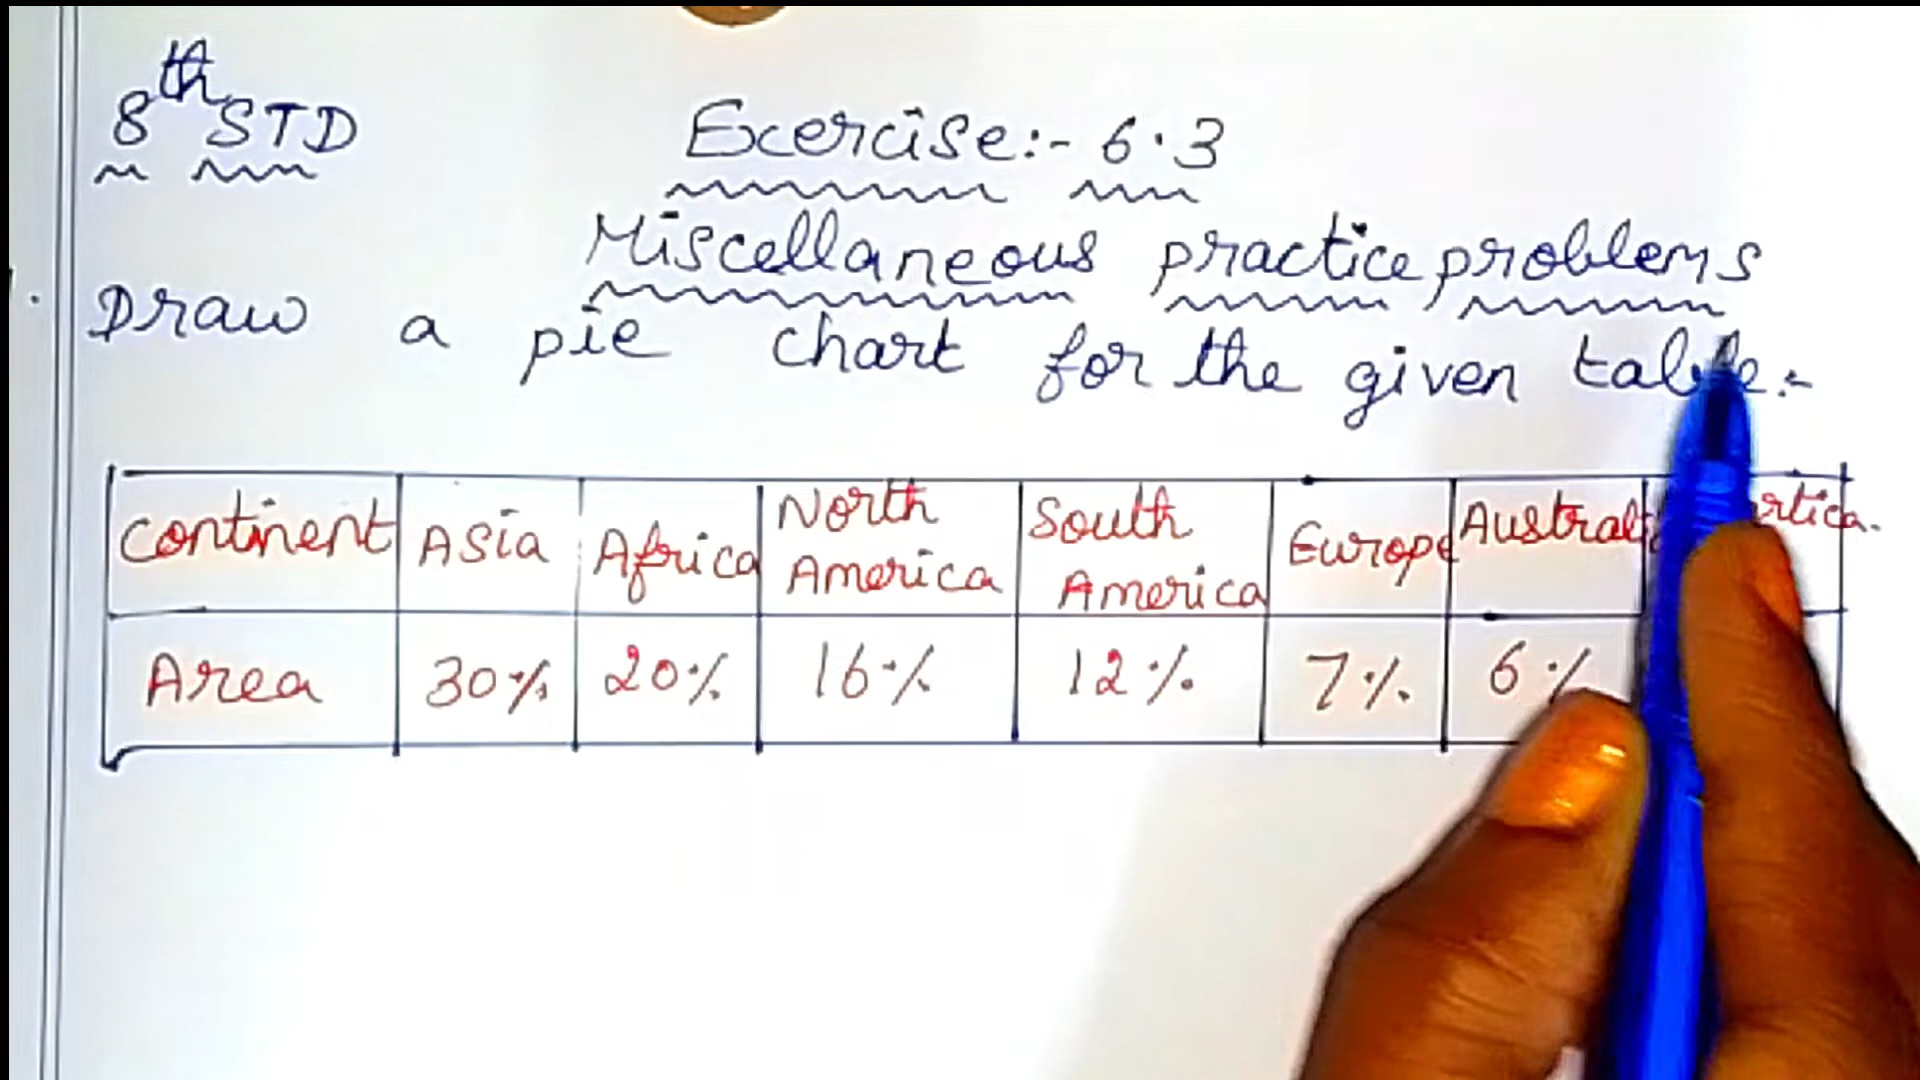 8th STD
Exercise:- 6.3
Miscellaneous practice problems
1. Draw a pie chart for the given table:-
Continent Asia Africa North America South America Europe
Area 30% 20% 16% 12% 7% 6%